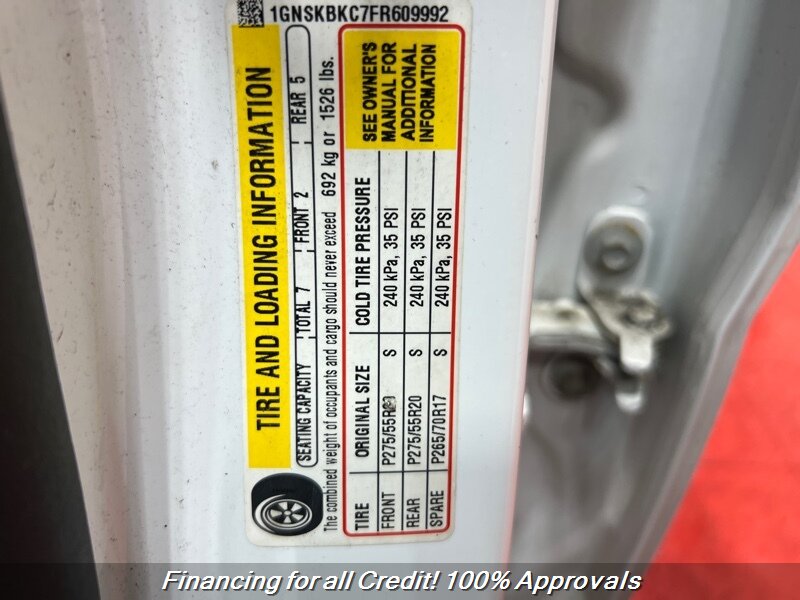 1GNSKBKC7FR609992
TIRE AND LOADING INFORMATION
SEATING CAPACITY TOTAL 7 FRONT 2 REAR 5
The combined weight of occupants and cargo should never exceed 692 kg or 1526 lbs.
TIRE ORIGINAL SIZE COLD TIRE PRESSURE
FRONT P275/55R20 S 240 kPa, 35 PSI
REAR P275/55R20 S 240 kPa, 35 PSI
SPARE P265/70R17 S 240 kPa, 35 PSI
SEE OWNER'S
MANUAL FOR
ADDITIONAL
INFORMATION
Financing for all Credit! 100% Approvals